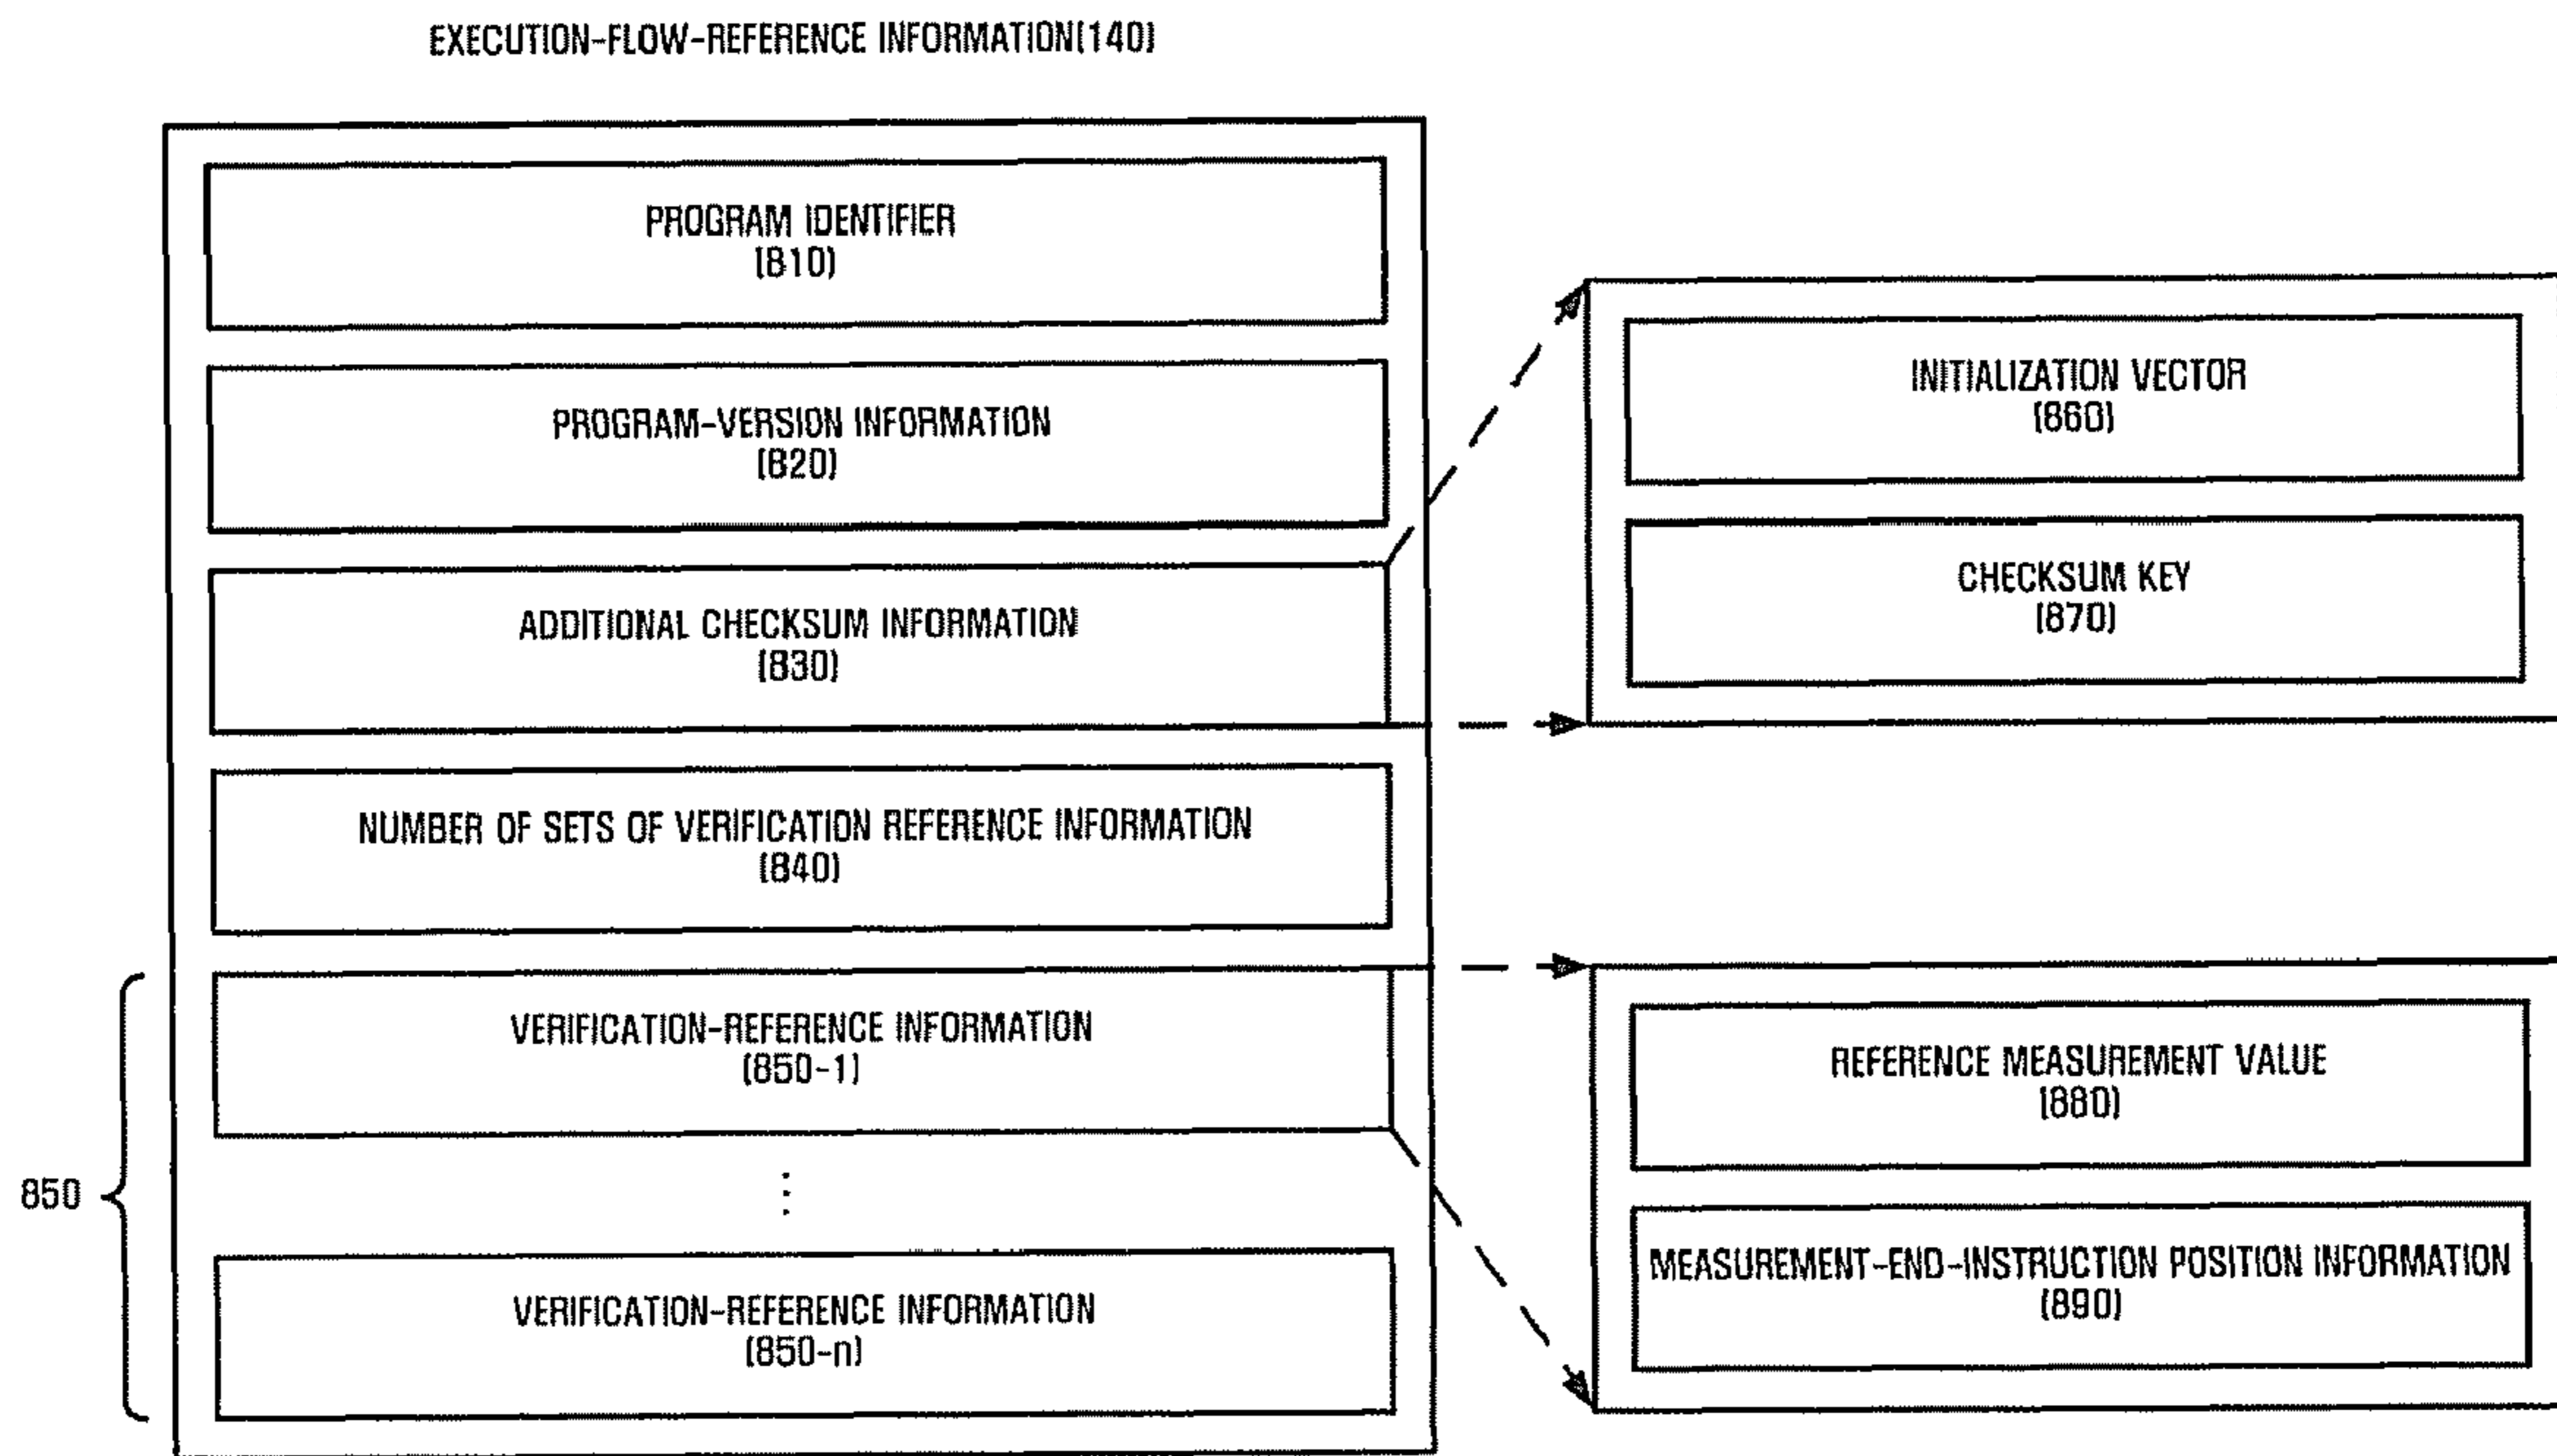 EXECUTION-FLOW-REFERENCE INFORMATION(140)
PROGRAM IDENTIFIER
(810)
PROGRAM-VERSION INFORMATION
(820)
ADDITIONAL CHECKSUM INFORMATION
(830)
NUMBER OF SETS OF VERIFICATION REFERENCE INFORMATION
(840)
850
VERIFICATION-REFERENCE INFORMATION
(850-1)
⋮
VERIFICATION-REFERENCE INFORMATION
(850-n)
INITIALIZATION VECTOR
(860)
CHECKSUM KEY
(870)
REFERENCE MEASUREMENT VALUE
(880)
MEASUREMENT-END-INSTRUCTION POSITION INFORMATION
(890)